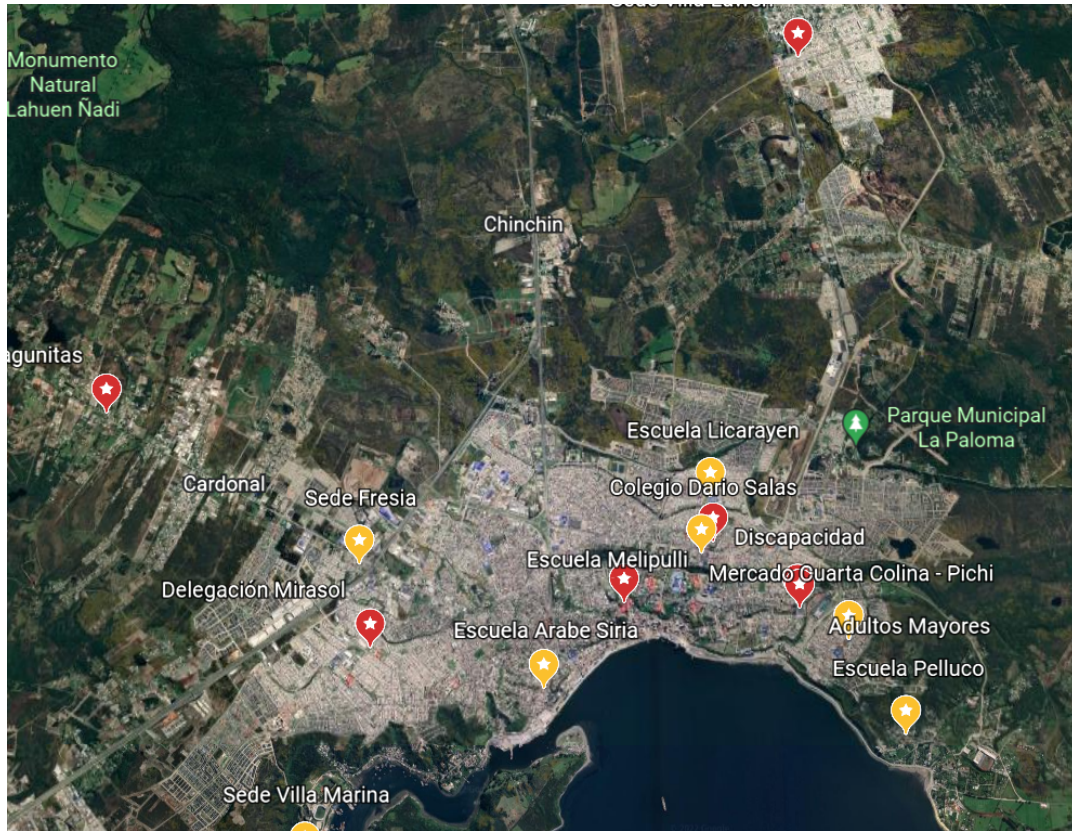 Monumento
Natural
Lahuen Ñadi
Chinchin
agunitas
Parque Municipal
La Paloma
Escuela Licarayen
Cardonal
Sede Fresia
Colegio Dario Salas
Discapacidad
Escuela Melipulli
Mercado Cuarta Colina - Pichi
Delegación Mirasol
Escuela Arabe Siria
Adultos Mayores
Escuela Pelluco
Sede Villa Marina